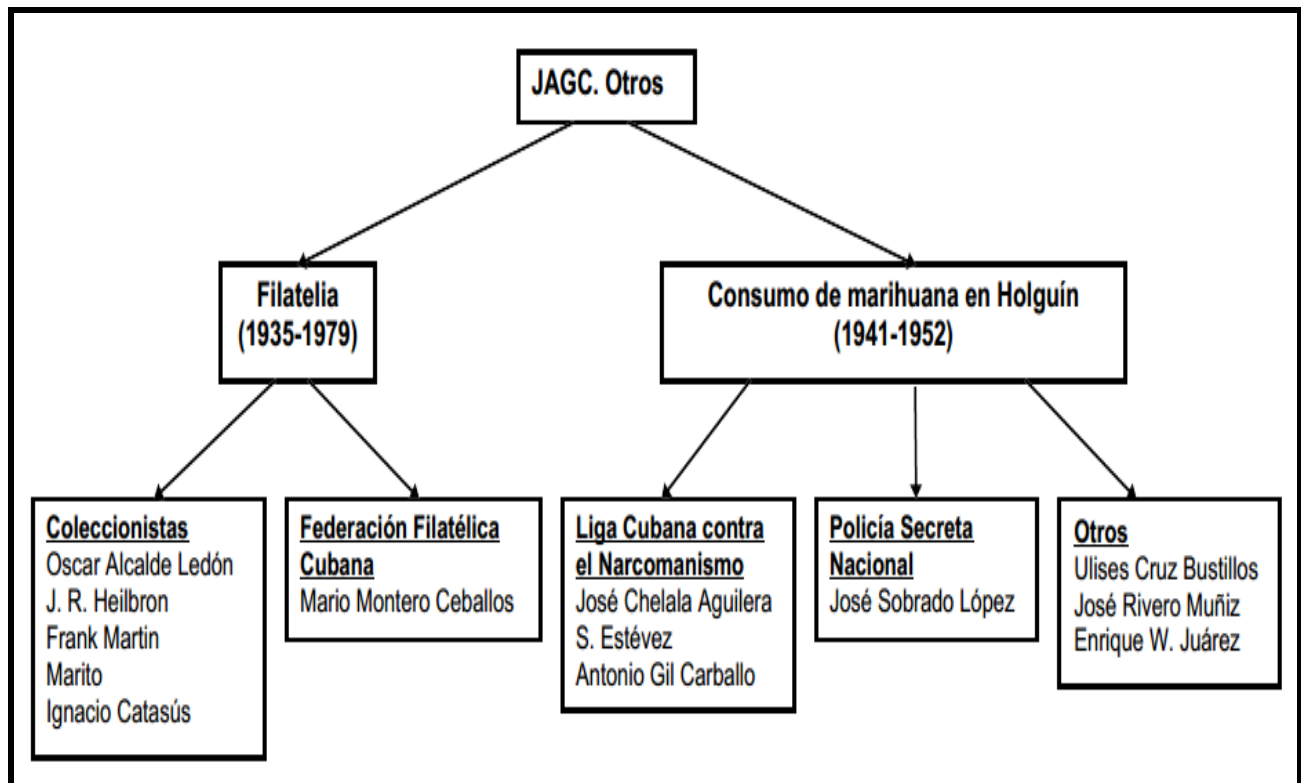 JAGC. Otros
Filatelia
(1935-1979)
Consumo de marihuana en Holguín
(1941-1952)
Coleccionistas
Oscar Alcalde Ledón
J. R. Heilbron
Frank Martin
Marito
Ignacio Catasús
Federación Filatélica
Cubana
Mario Montero Ceballos
Liga Cubana contra
el Narcomanismo
José Chelala Aguilera
S. Estévez
Antonio Gil Carballo
Policía Secreta
Nacional
José Sobrado López
Otros
Ulises Cruz Bustillos
José Rivero Muñiz
Enrique W. Juárez